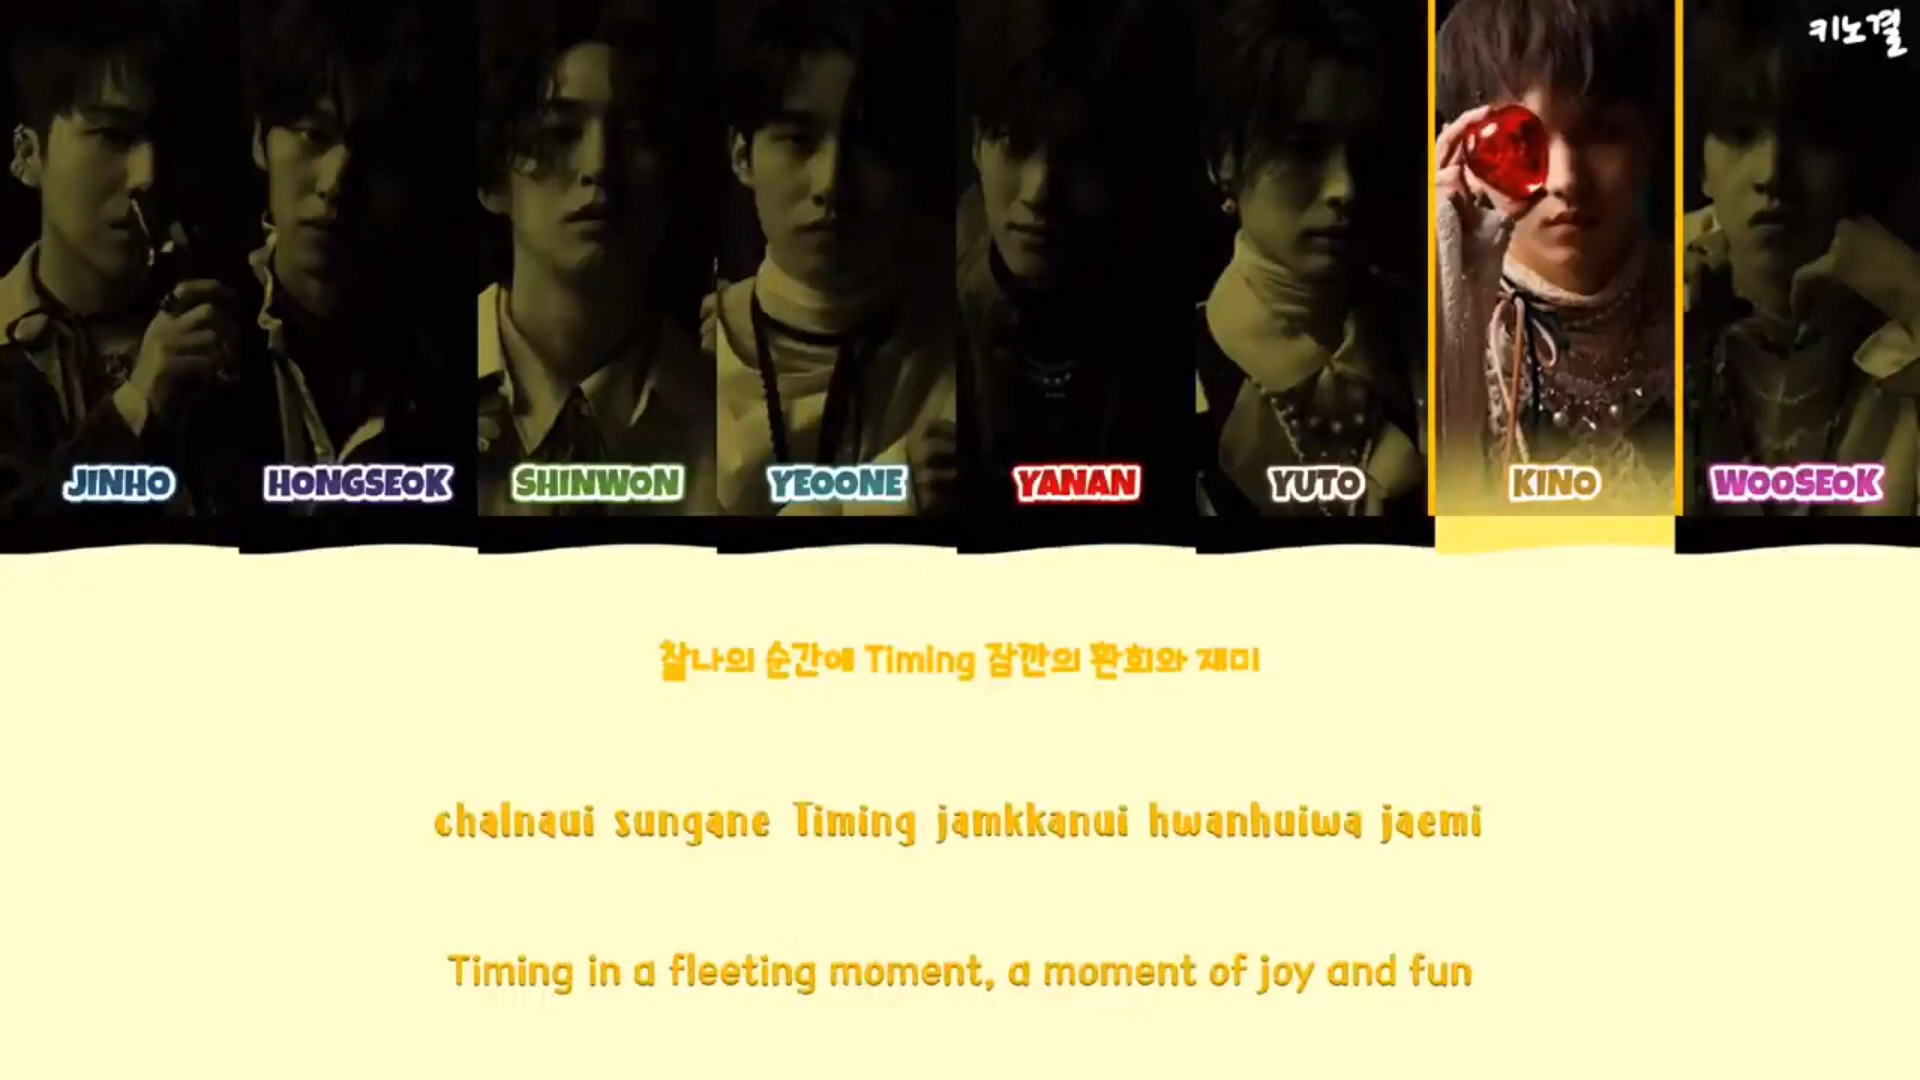 키노결
JINHO HONGSEOK SHINWON YEOONE YANAN YUTO KINO WOOSEOK
찰나의 순간에 Timing 잠깐의 환희와 재미
chalnaui sungane Timing jamkkanui hwanhuiwa jaemi
Timing in a fleeting moment, a moment of joy and fun